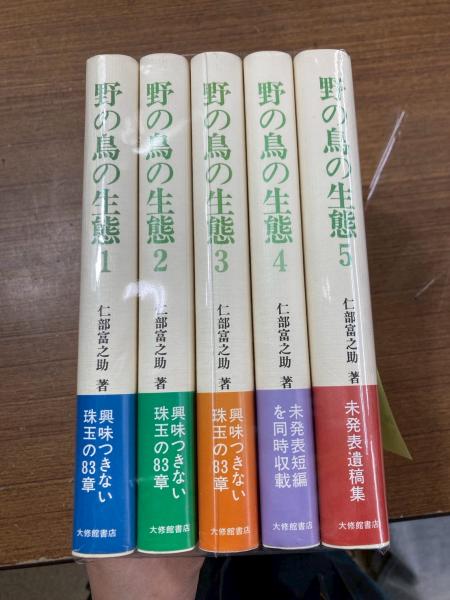 野の鳥の生態1
仁部富之助 著
興味つきない
珠玉の83章
大修館書店
野の鳥の生態2
仁部富之助 著
興味つきない
珠玉の83章
大修館書店
野の鳥の生態3
仁部富之助 著
興味つきない
珠玉の83章
大修館書店
野の鳥の生態4
仁部富之助 著
未発表短編
を同時収載
大修館書店
野の鳥の生態5
仁部富之助 著
未発表遺稿集
大修館書店